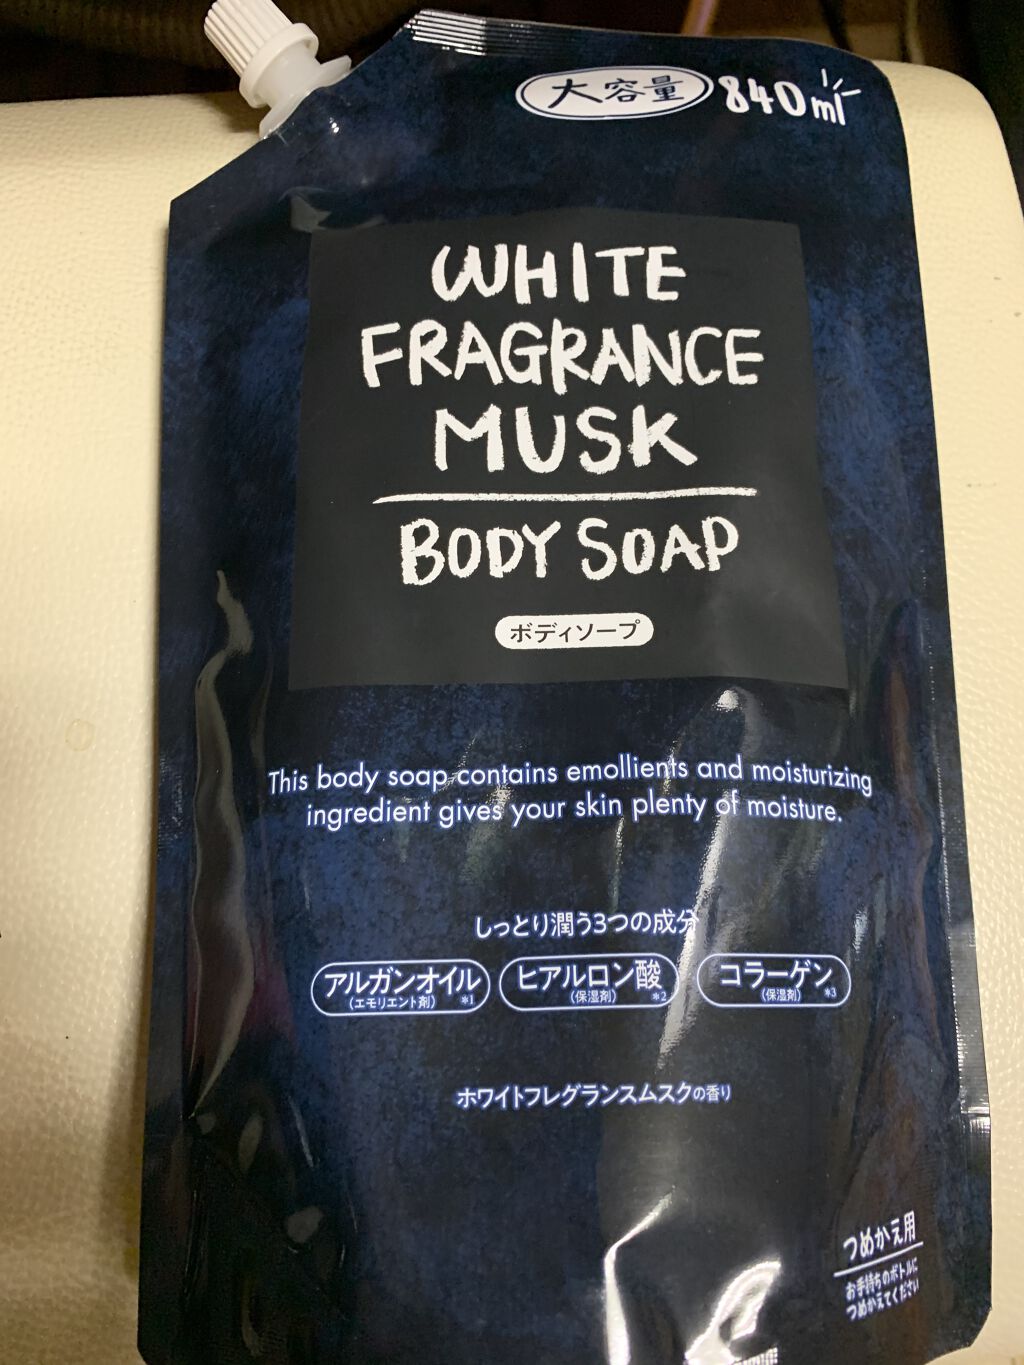 大容量 840ml
WHITE
FRAGRANCE
MUSK
BODY SOAP
ボディソープ
This body soap contains emollients and moisturizing
ingredient gives your skin plenty of moisture.
しっとり潤う3つの成分
アルガンオイル ヒアルロン酸 コラーゲン
(エモリエント剤) *1 (保湿剤) *2 (保湿剤) *3
ホワイトフレグランスムスクの香り
つめかえ用
お手持ちのボトルに
つめかえてください